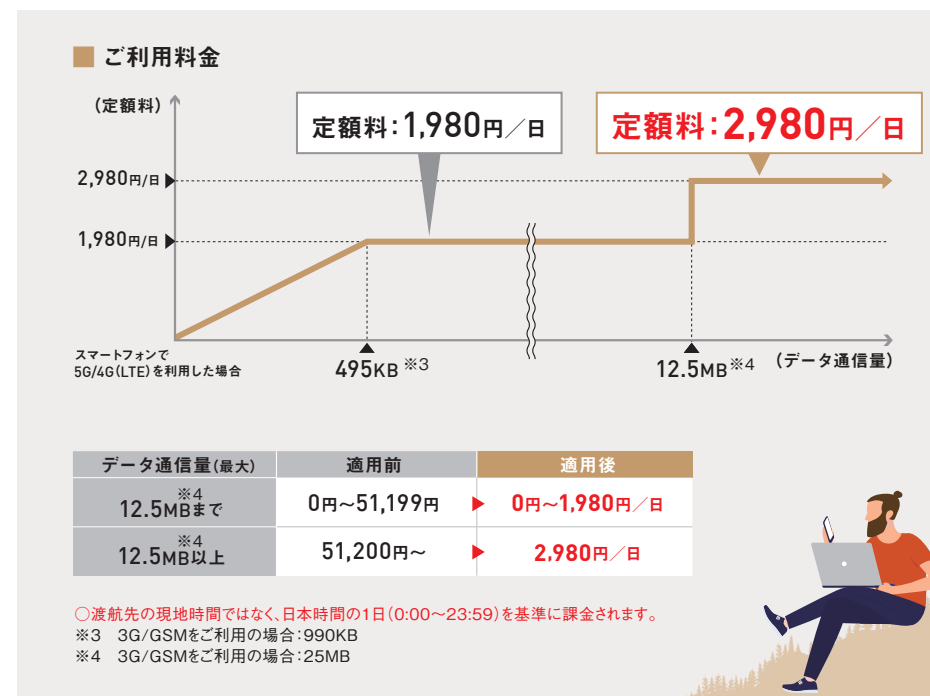 ご利用料金
（定額料）
定額料：1,980円／日
定額料：2,980円／日
2,980円/日
1,980円/日
スマートフォンで
5G/4G（LTE）を利用した場合
495KB※3
12.5MB※4
（データ通信量）
データ通信量（最大） 適用前 適用後
12.5MB※4まで 0円～51,199円 0円～1,980円／日
12.5MB※4以上 51,200円～ 2,980円／日
○渡航先の現地時間ではなく、日本時間の1日（0:00～23:59）を基準に課金されます。
※3 3G/GSMをご利用の場合：990KB
※4 3G/GSMをご利用の場合：25MB